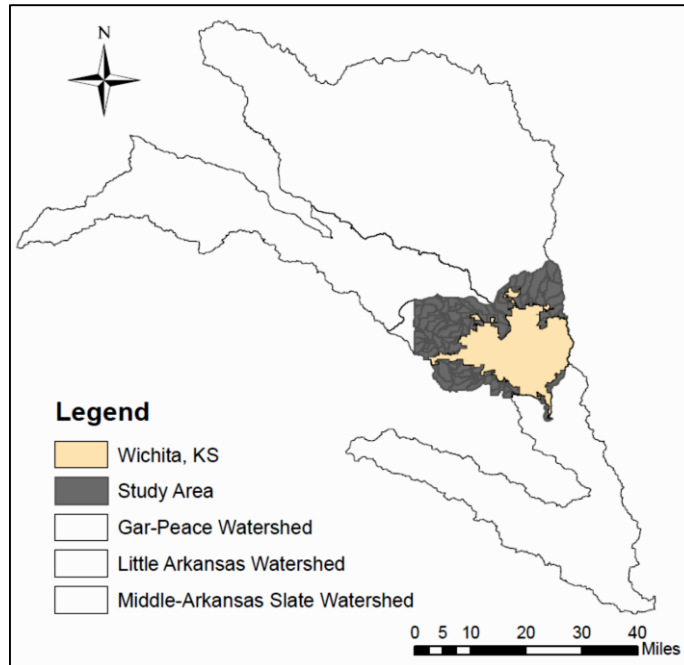 N
Legend
Wichita, KS
Study Area
Gar-Peace Watershed
Little Arkansas Watershed
Middle-Arkansas Slate Watershed
0 5 10 20 30 40
Miles